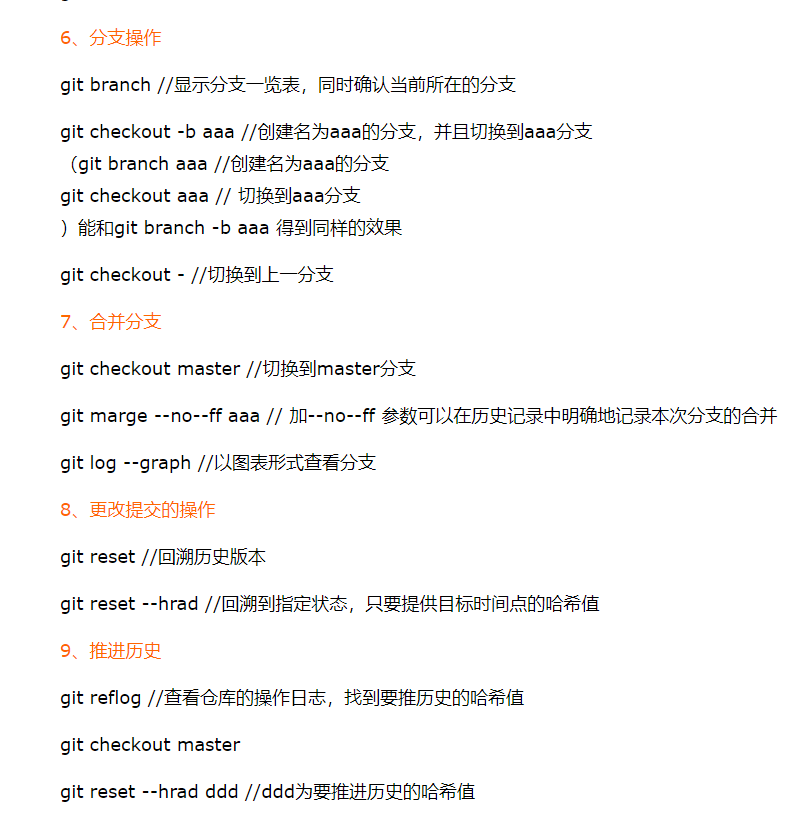 6、分支操作
git branch //显示分支一览表，同时确认当前所在的分支
git checkout -b aaa //创建名为aaa的分支，并且切换到aaa分支
（git branch aaa //创建名为aaa的分支
git checkout aaa // 切换到aaa分支
）能和git branch -b aaa 得到同样的效果
git checkout - //切换到上一分支
7、合并分支
git checkout master //切换到master分支
git marge --no--ff aaa // 加--no--ff 参数可以在历史记录中明确地记录本次分支的合并
git log --graph //以图表形式查看分支
8、更改提交的操作
git reset //回溯历史版本
git reset --hrad //回溯到指定状态，只要提供目标时间点的哈希值
9、推进历史
git reflog //查看仓库的操作日志，找到要推历史的哈希值
git checkout master
git reset --hrad ddd //ddd为要推进历史的哈希值